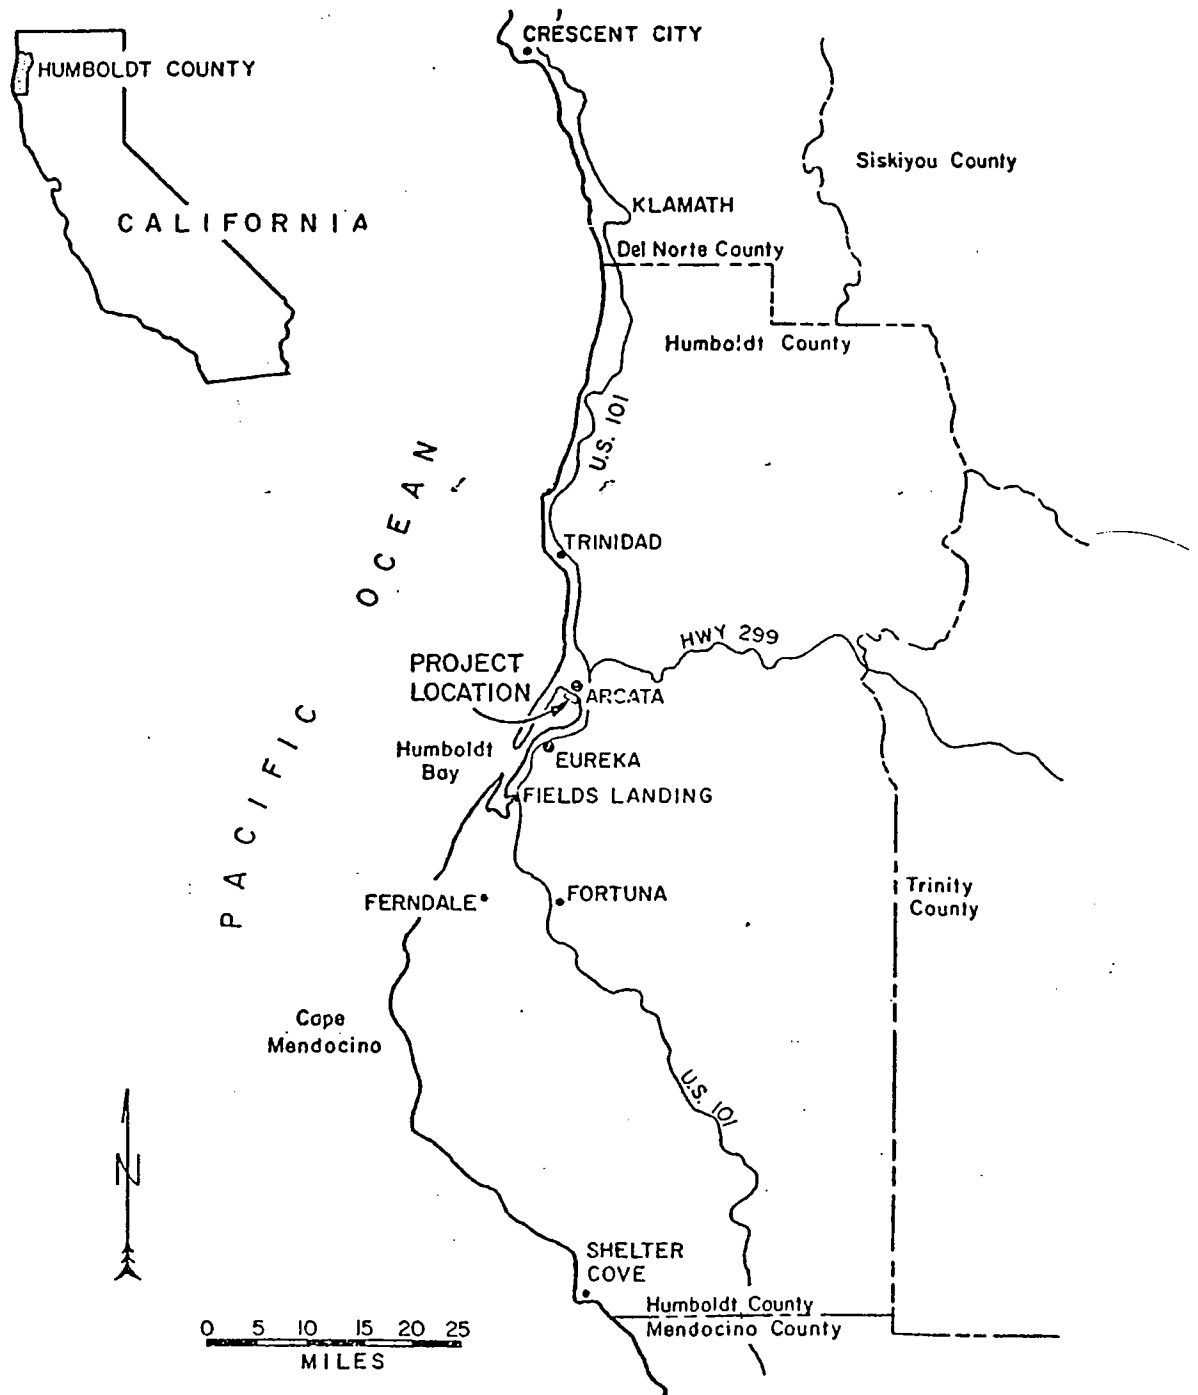 CRESCENT CITY
HUMBOLDT COUNTY
Siskiyou County
KLAMATH
CALIFORNIA
Del Norte County
Humboldt County
U.S. 101
PACIFIC OCEAN
TRINIDAD
HWY 299
PROJECT
LOCATION
ARCATA
Humboldt
Bay
EUREKA
FIELDS LANDING
FERNDALE
FORTUNA
Trinity
County
Cape
Mendocino
U.S. 101
N
SHELTER
COVE
Humboldt County
Mendocino County
0 5 10 15 20 25
MILES